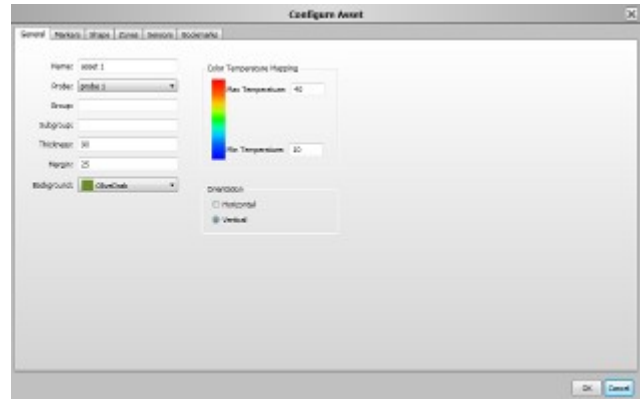 Configure Asset
General Markers Shape Zones Sensors Bookmarks
Name: asset 1
Probe: probe 1
Group:
Subgroup:
Thickness: 30
Margin: 25
Background: OliveDrab
Color Temperature Mapping
Max Temperature: 40
Min Temperature: 10
Orientation
Horizontal
Vertical
OK Cancel